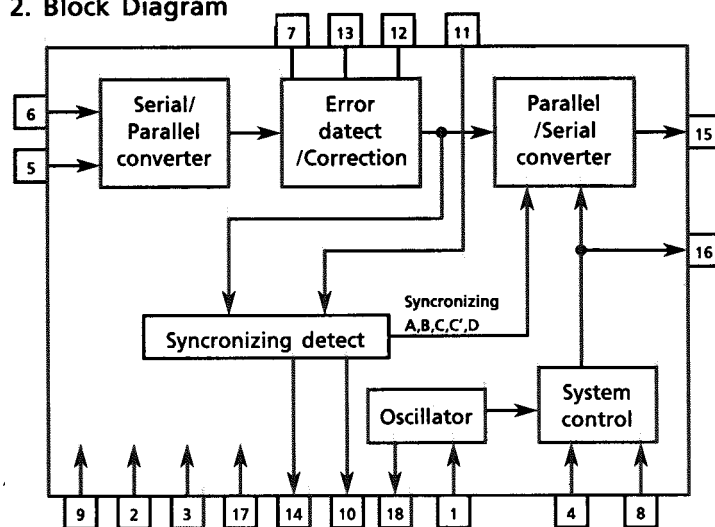 2. Block Diagram
7 13 12 11
6
5
Serial/
Parallel
converter
Error
datect
/Correction
Parallel
/Serial
converter
15
16
Syncronizing
A,B,C,C',D
Syncronizing detect
Oscillator
System
control
9 2 3 17 14 10 18 1 4 8